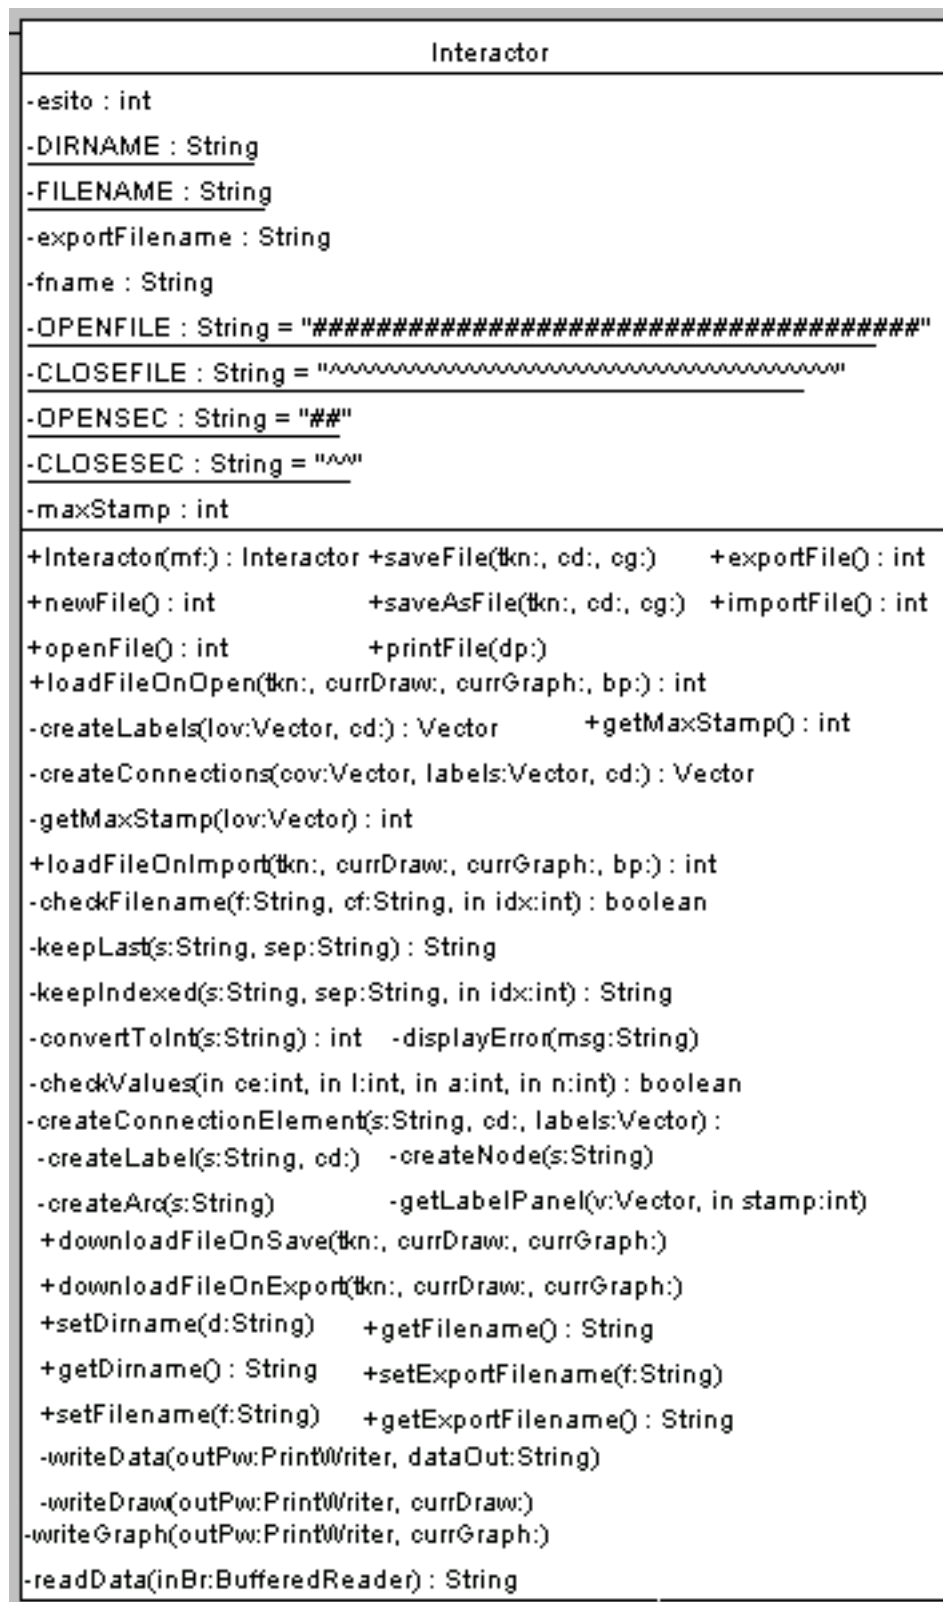 Interactor
-esito : int
-DIRNAME : String
-FILENAME : String
-exportFilename : String
-fname : String
-OPENFILE : String = "######################################"
-CLOSEFILE : String = "^^^^^^^^^^^^^^^^^^^^^^^^^^^^^^^^^^^^^^"
-OPENSEC : String = "##"
-CLOSESEC : String = "^^"
-maxStamp : int
+Interactor(mf:) : Interactor +saveFile(tkn:, cd:, cg:) +exportFile() : int
+newFile() : int +saveAsFile(tkn:, cd:, cg:) +importFile() : int
+openFile() : int +printFile(dp:)
+loadFileOnOpen(tkn:, currDraw:, currGraph:, bp:) : int
-createLabels(lov:Vector, cd:) : Vector +getMaxStamp() : int
-createConnections(cov:Vector, labels:Vector, cd:) : Vector
-getMaxStamp(lov:Vector) : int
+loadFileOnImport(tkn:, currDraw:, currGraph:, bp:) : int
-checkFilename(f:String, cf:String, in idx:int) : boolean
-keepLast(s:String, sep:String) : String
-keepIndexed(s:String, sep:String, in idx:int) : String
-convertToInt(s:String) : int -displayError(msg:String)
-checkValues(in ce:int, in l:int, in a:int, in n:int) : boolean
-createConnectionElement(s:String, cd:, labels:Vector) :
-createLabel(s:String, cd:) -createNode(s:String)
-createArc(s:String) -getLabelPanel(v:Vector, in stamp:int)
+downloadFileOnSave(tkn:, currDraw:, currGraph:)
+downloadFileOnExport(tkn:, currDraw:, currGraph:)
+setDirname(d:String) +getFilename() : String
+getDirname() : String +setExportFilename(f:String)
+setFilename(f:String) +getExportFilename() : String
-writeData(outPw:PrintWriter, dataOut:String)
-writeDraw(outPw:PrintWriter, currDraw:)
-writeGraph(outPw:PrintWriter, currGraph:)
-readData(inBr:BufferedReader) : String